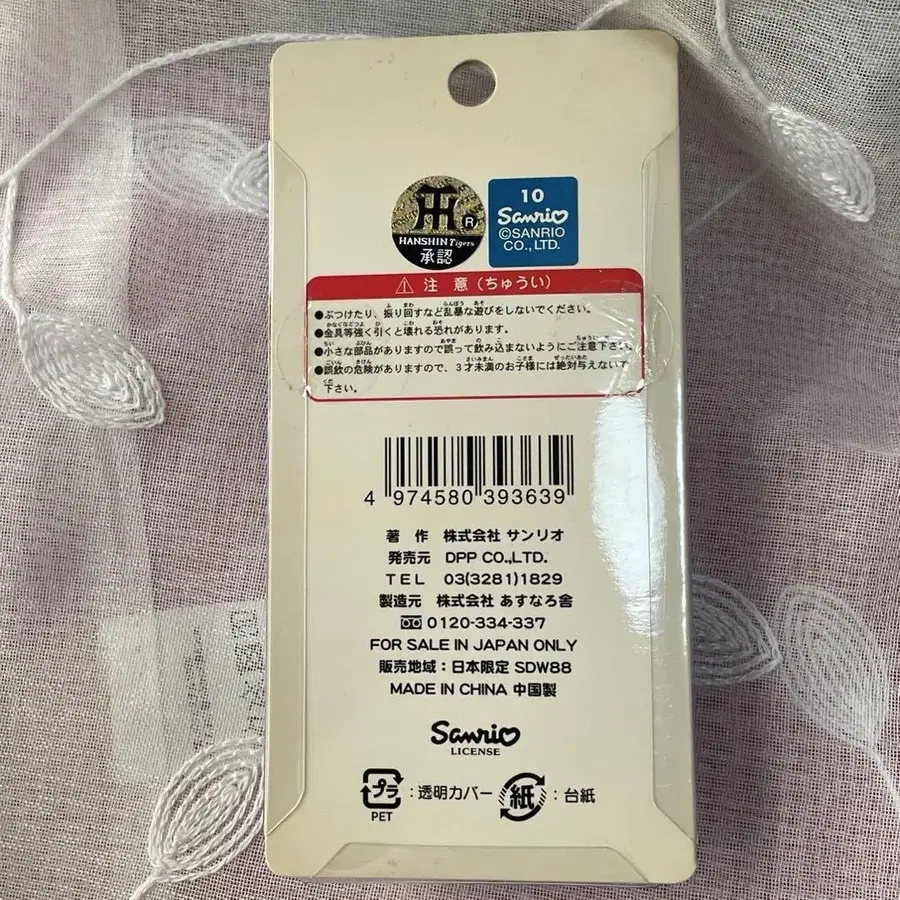 HANSHIN Tigers
承認
R
10
Sanrio
©SANRIO
CO., LTD.
⚠ 注 意 (ちゅうい)
●ぶつけたり、振り回すなど乱暴な遊びをしないでください。
●金具等強く引くと壊れる恐れがあります。
●小さな部品がありますので誤って飲み込まないようにご注意下さい。
●誤飲の危険がありますので、3才未満のお子様には絶対与えないで
下さい。
4 974580 393639
著 作 株式会社 サンリオ
発売元 DPP CO.,LTD.
TEL 03(3281)1829
製造元 株式会社 あすなろ舎
0120-334-337
FOR SALE IN JAPAN ONLY
販売地域:日本限定 SDW88
MADE IN CHINA 中国製
Sanrio
LICENSE
プラ :透明カバー 紙 :台紙
PET